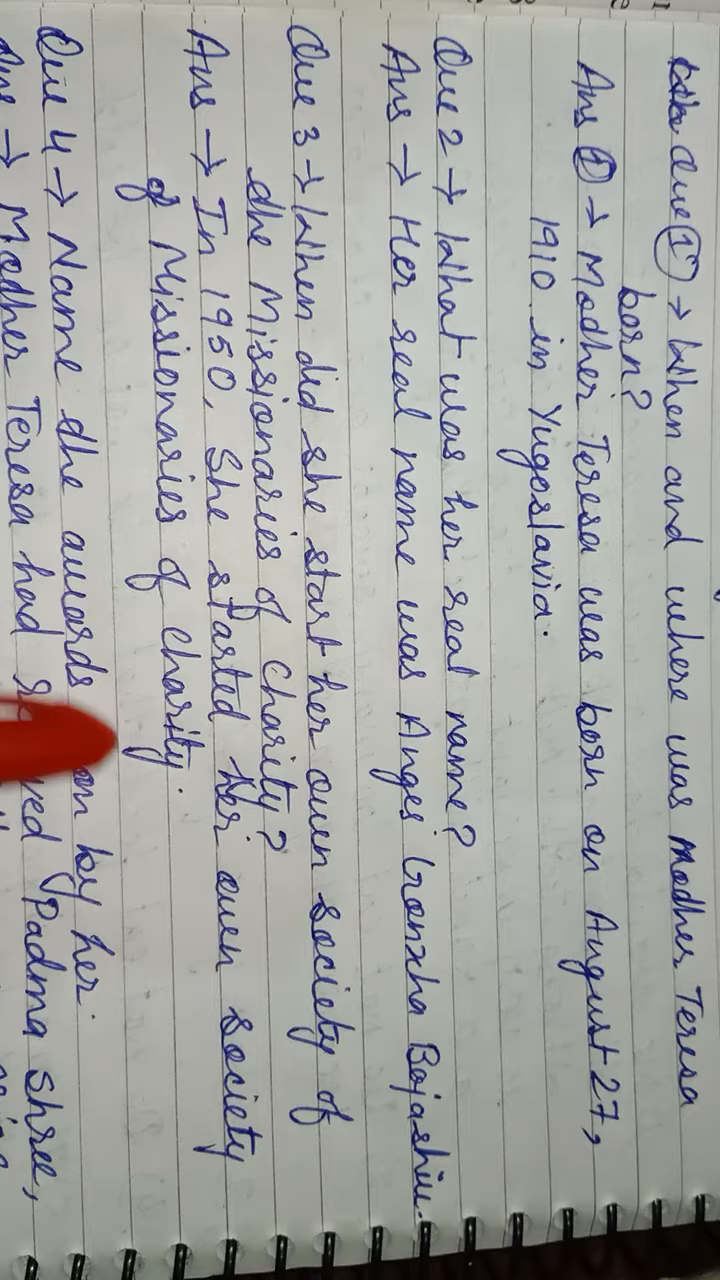 Que 1 → When and where was Mother Teresa
born?
Ans 1 → Mother Teresa was born on August 27,
1910 in Yugoslavia.
Que 2 → What was her real name?
Ans → Her real name was Anges Gonxha Bojashiu.
Que 3 → When did she start her own society of
the Missionaries of Charity?
Ans → In 1950, She started her own society
of Missionaries of Charity.
Que 4 → Name the awards by her.
Ans → Mother Teresa had Padma Shree,